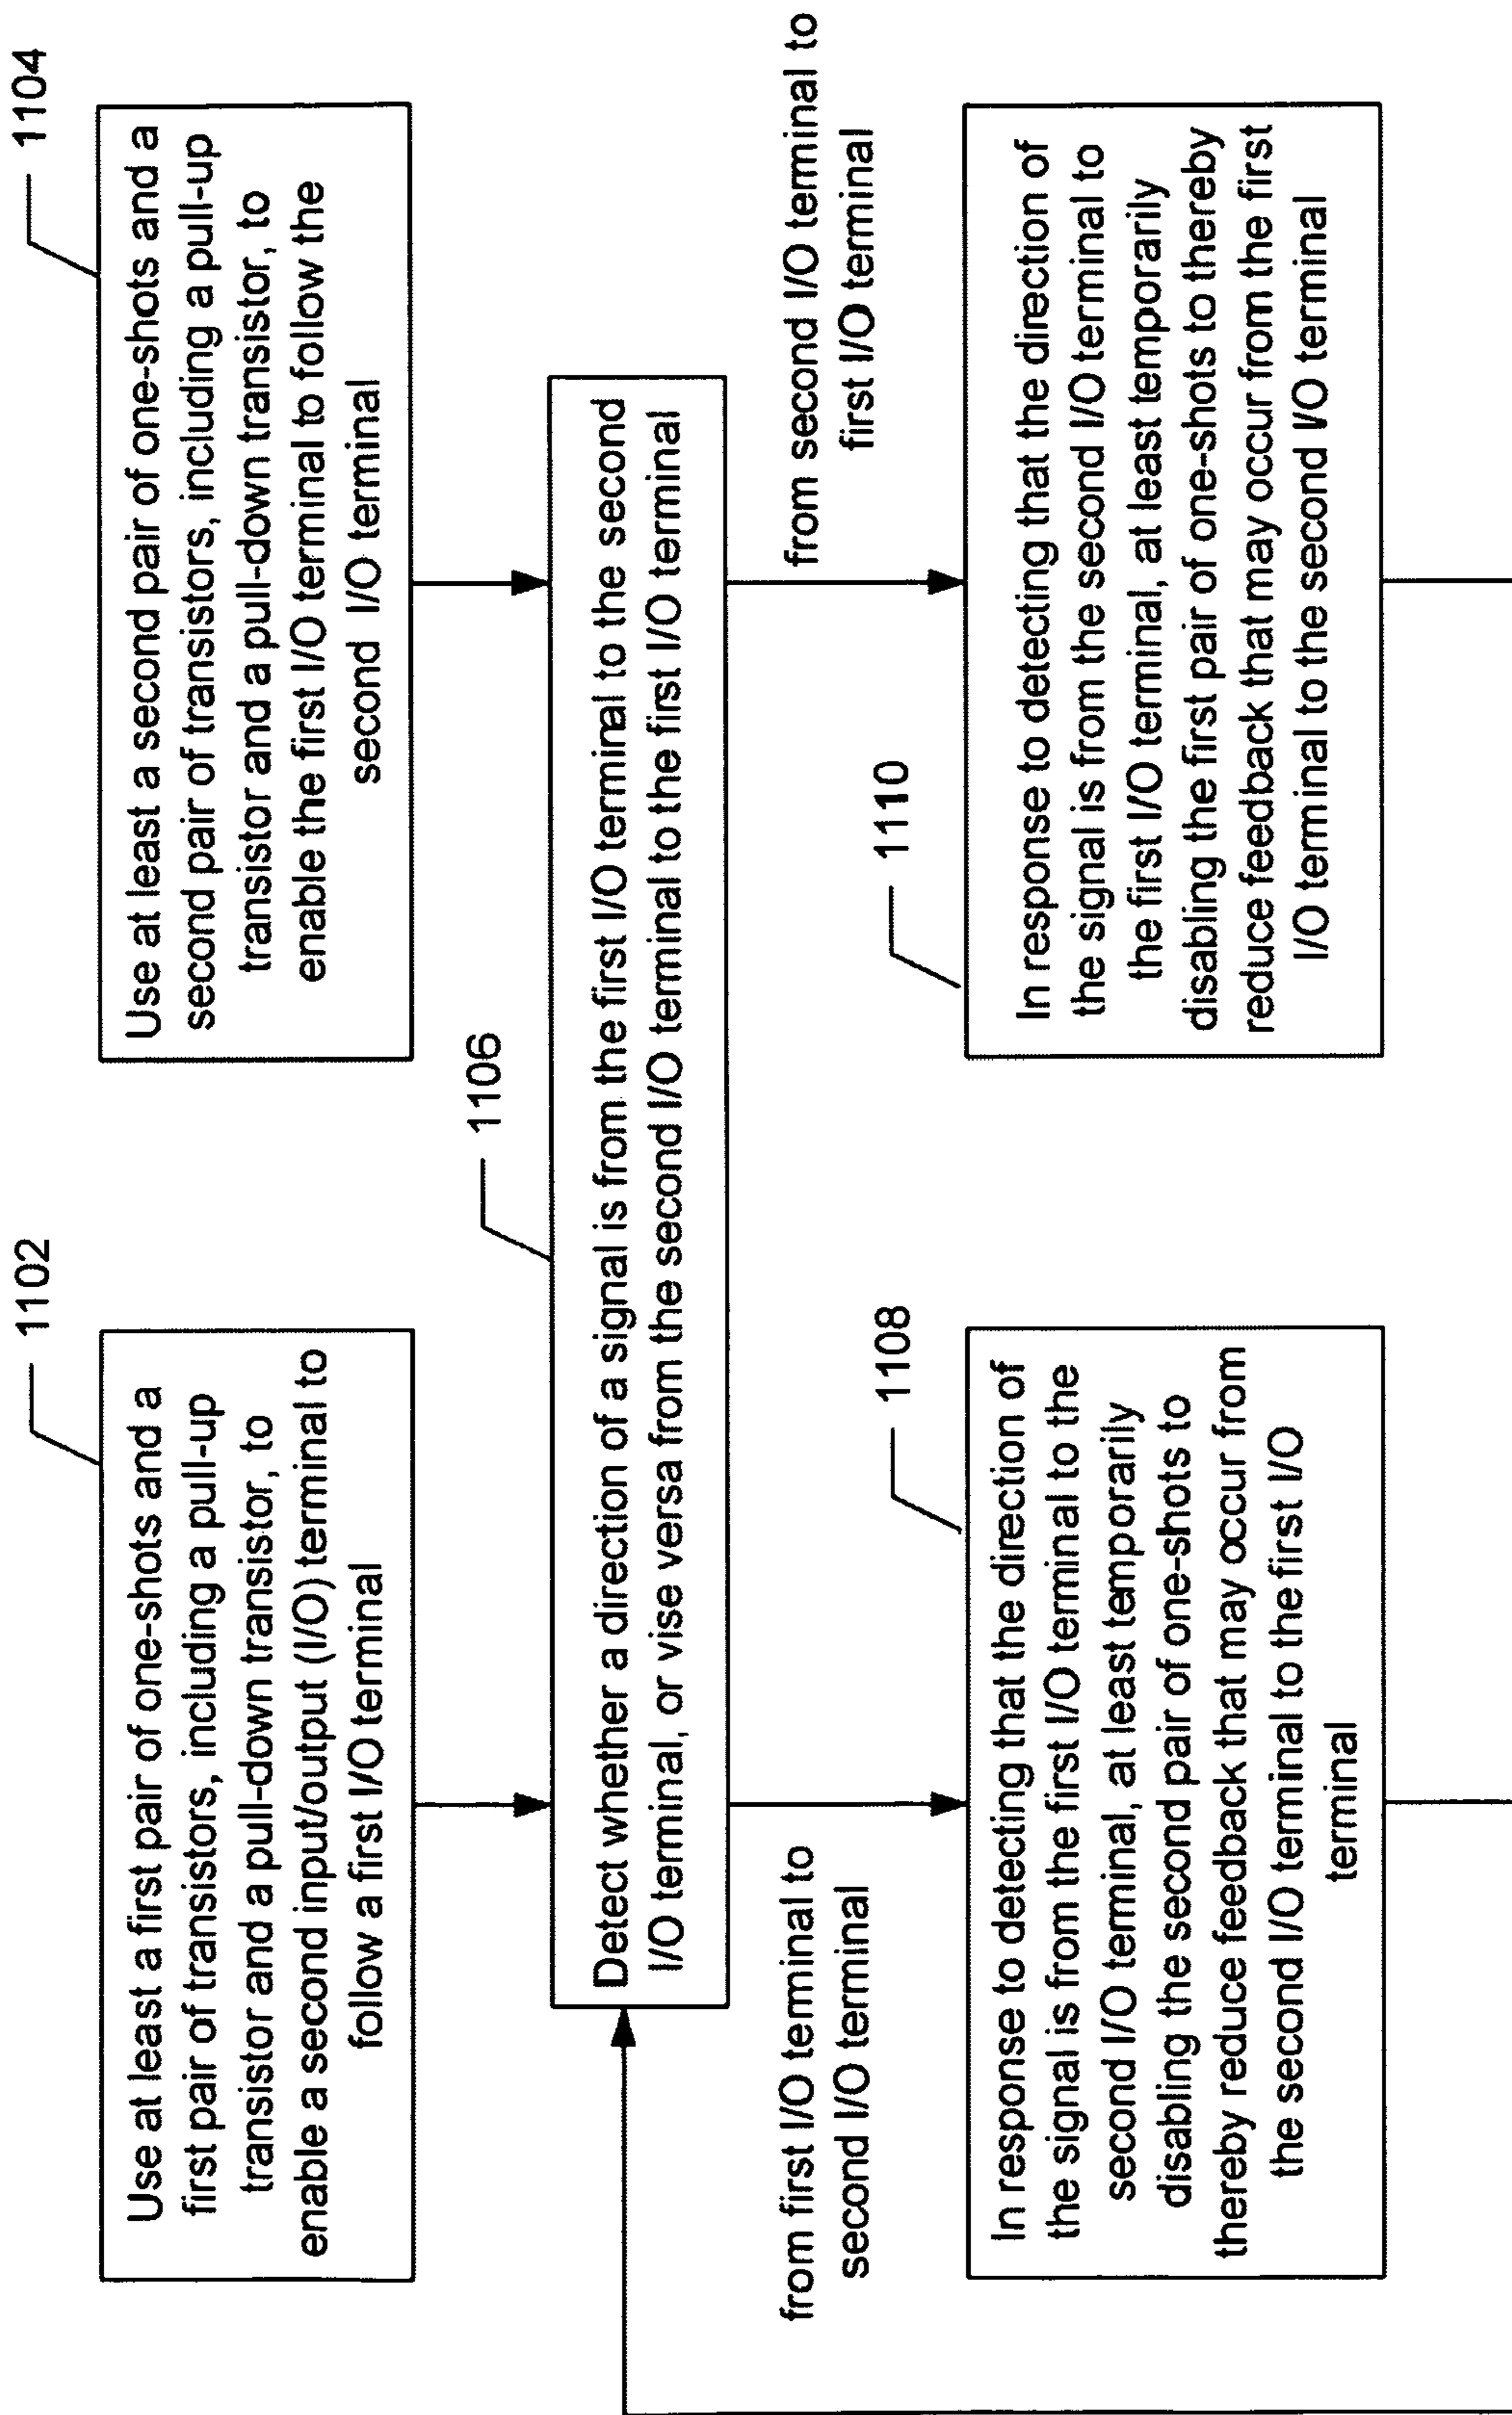 1102
Use at least a first pair of one-shots and a
first pair of transistors, including a pull-up
transistor and a pull-down transistor, to
enable a second input/output (I/O) terminal to
follow a first I/O terminal
1104
Use at least a second pair of one-shots and a
second pair of transistors, including a pull-up
transistor and a pull-down transistor, to
enable the first I/O terminal to follow the
second I/O terminal
1106
Detect whether a direction of a signal is from the first I/O terminal to the second
I/O terminal, or vise versa from the second I/O terminal to the first I/O terminal
from first I/O terminal to
second I/O terminal
from second I/O terminal to
first I/O terminal
1108
In response to detecting that the direction of
the signal is from the first I/O terminal to the
second I/O terminal, at least temporarily
disabling the second pair of one-shots to
thereby reduce feedback that may occur from
the second I/O terminal to the first I/O
terminal
1110
In response to detecting that the direction of
the signal is from the second I/O terminal to
the first I/O terminal, at least temporarily
disabling the first pair of one-shots to thereby
reduce feedback that may occur from the first
I/O terminal to the second I/O terminal